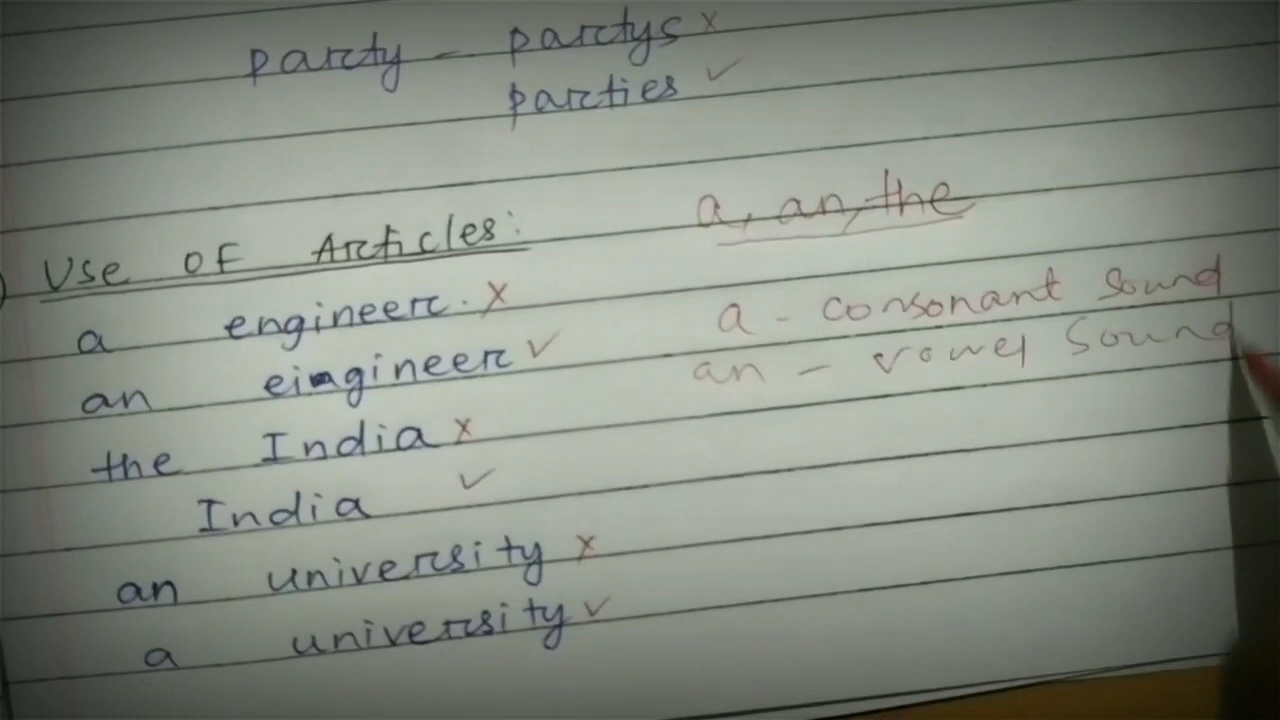 party - partys ×
parties ✓
Use of Articles:
a, an, the
a engineer. ×
a - consonant sound
an eingineer ✓
an - vowel Sound
the India ×
India ✓
an university ×
a university ✓